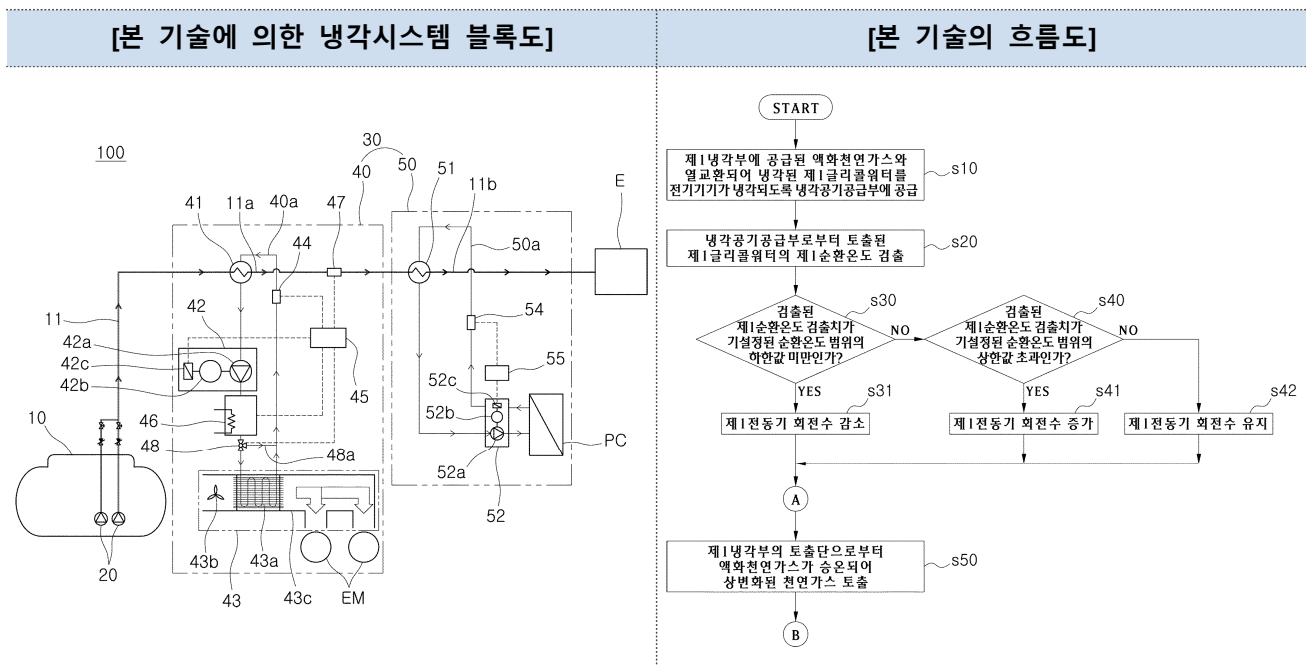 [본 기술에 의한 냉각시스템 블록도]
[본 기술의 흐름도]
100
30
40
50
41
11a
40a
47
51
11b
E
44
50a
11
42
42a
42c
42b
54
45
55
46
52c
52b
10
48
48a
52a
PC
52
20
43b
43a
43
43c
EM
START
제1냉각부에 공급된 액화천연가스와
열교환되어 냉각된 제1글리콜워터를
전기기기가 냉각되도록 냉각공기공급부에 공급
s10
냉각공기공급부로부터 토출된
제1글리콜워터의 제1순환온도 검출
s20
검출된
제1순환온도 검출치가
기설정된 순환온도 범위의
하한값 미만인가?
s30
NO
검출된
제1순환온도 검출치가
기설정된 순환온도 범위의
상한값 초과인가?
s40
NO
YES
s31
YES
s41
s42
제1전동기 회전수 감소
제1전동기 회전수 증가
제1전동기 회전수 유지
A
제1냉각부의 토출단으로부터
액화천연가스가 승온되어
상변화된 천연가스 토출
s50
B